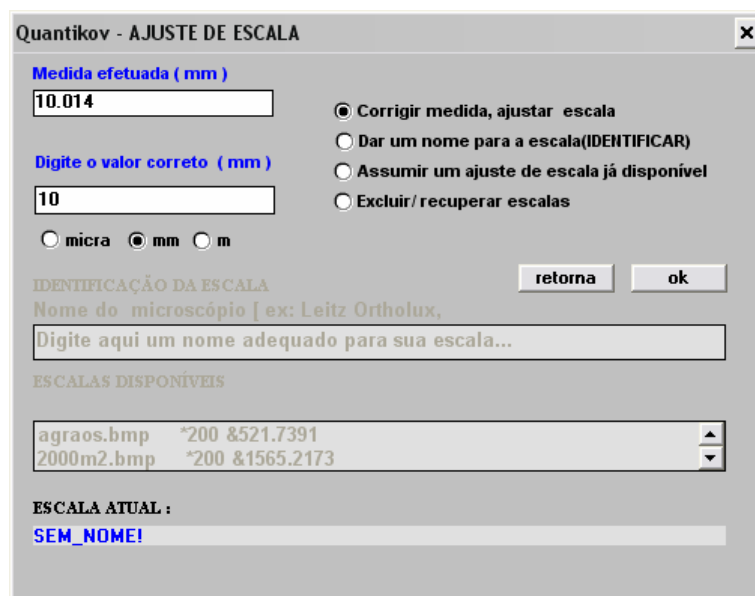 Quantikov - AJUSTE DE ESCALA
Medida efetuada ( mm )
10.014
Digite o valor correto ( mm )
10
micra mm m
Corrigir medida, ajustar escala
Dar um nome para a escala(IDENTIFICAR)
Assumir um ajuste de escala já disponível
Excluir/ recuperar escalas
retorna ok
IDENTIFICAÇÃO DA ESCALA
Nome do microscópio [ ex: Leitz Ortholux,
Digite aqui um nome adequado para sua escala...
ESCALAS DISPONÍVEIS
agraos.bmp *200 &521.7391
2000m2.bmp *200 &1565.2173
ESCALA ATUAL :
SEM_NOME!